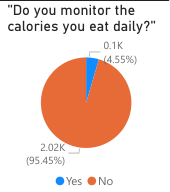 "Do you monitor the
calories you eat daily?"
0.1K
(4.55%)
2.02K
(95.45%)
Yes No